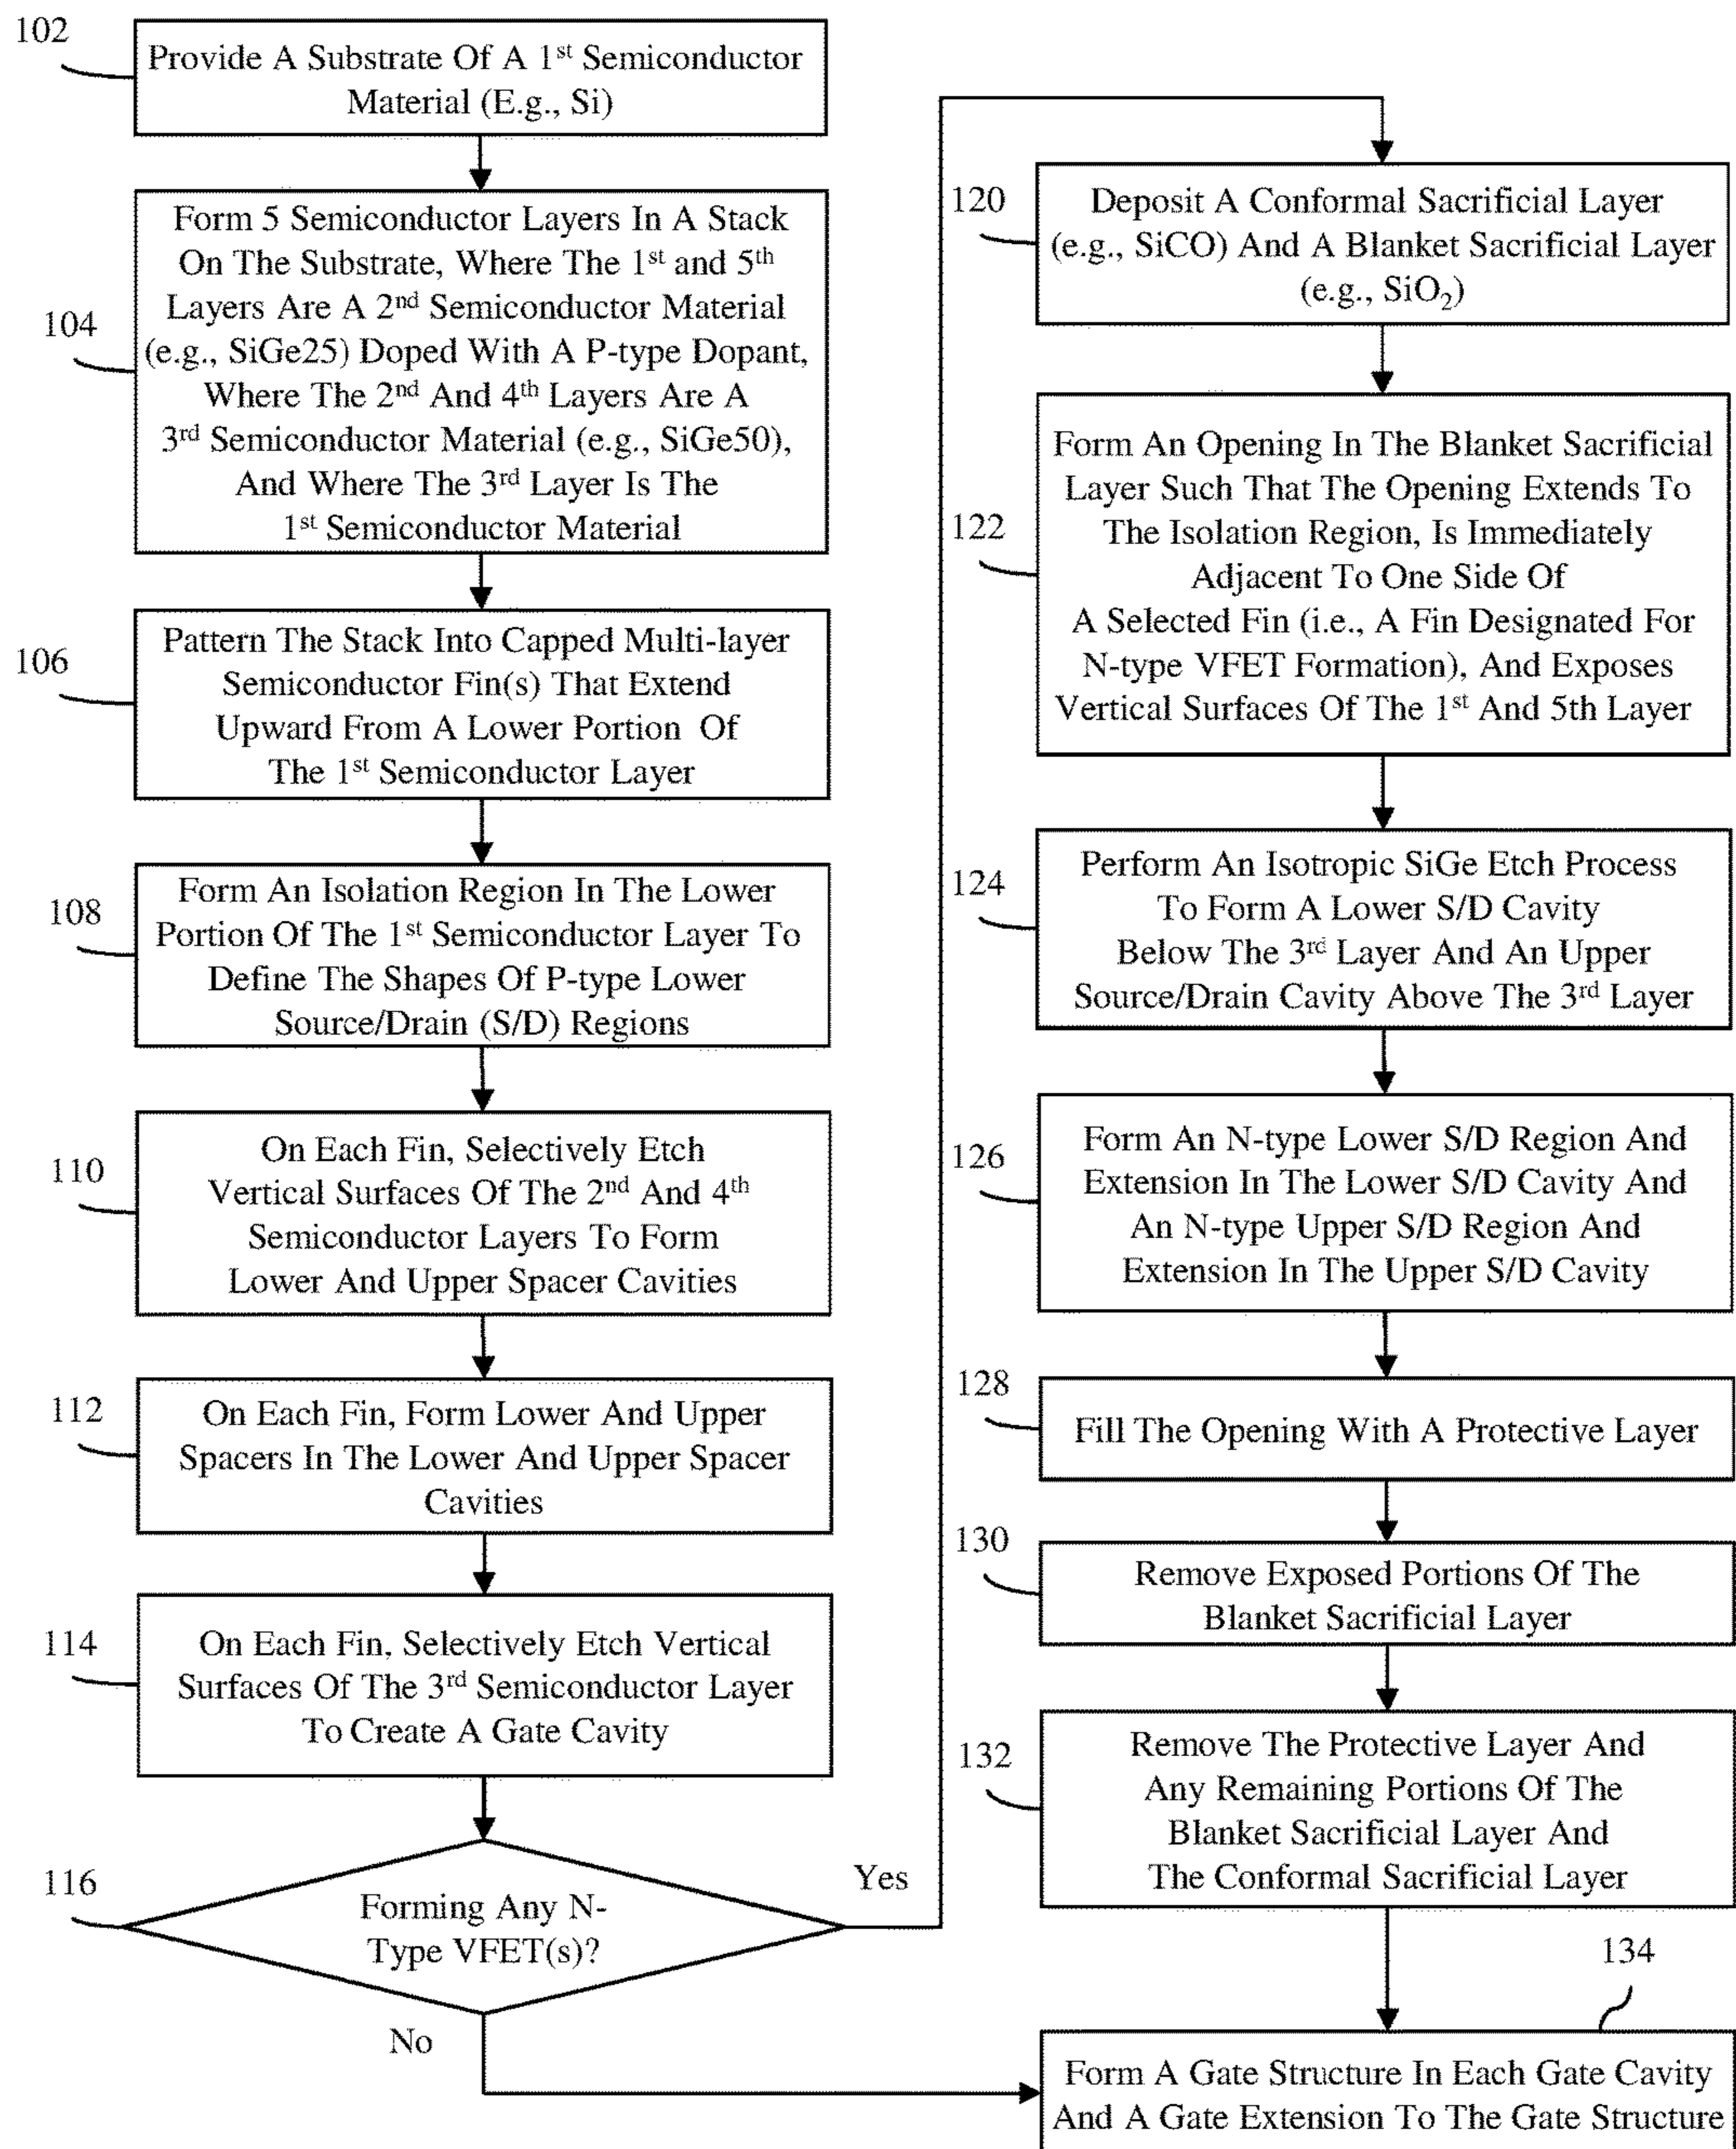 102
Provide A Substrate Of A 1st Semiconductor
Material (E.g., Si)
104
Form 5 Semiconductor Layers In A Stack
On The Substrate, Where The 1st and 5th
Layers Are A 2nd Semiconductor Material
(e.g., SiGe25) Doped With A P-type Dopant,
Where The 2nd And 4th Layers Are A
3rd Semiconductor Material (e.g., SiGe50),
And Where The 3rd Layer Is The
1st Semiconductor Material
106
Pattern The Stack Into Capped Multi-layer
Semiconductor Fin(s) That Extend
Upward From A Lower Portion Of
The 1st Semiconductor Layer
108
Form An Isolation Region In The Lower
Portion Of The 1st Semiconductor Layer To
Define The Shapes Of P-type Lower
Source/Drain (S/D) Regions
110
On Each Fin, Selectively Etch
Vertical Surfaces Of The 2nd And 4th
Semiconductor Layers To Form
Lower And Upper Spacer Cavities
112
On Each Fin, Form Lower And Upper
Spacers In The Lower And Upper Spacer
Cavities
114
On Each Fin, Selectively Etch Vertical
Surfaces Of The 3rd Semiconductor Layer
To Create A Gate Cavity
116
Forming Any N-
Type VFET(s)?
Yes
No
120
Deposit A Conformal Sacrificial Layer
(e.g., SiCO) And A Blanket Sacrificial Layer
(e.g., SiO2)
122
Form An Opening In The Blanket Sacrificial
Layer Such That The Opening Extends To
The Isolation Region, Is Immediately
Adjacent To One Side Of
A Selected Fin (i.e., A Fin Designated For
N-type VFET Formation), And Exposes
Vertical Surfaces Of The 1st And 5th Layer
124
Perform An Isotropic SiGe Etch Process
To Form A Lower S/D Cavity
Below The 3rd Layer And An Upper
Source/Drain Cavity Above The 3rd Layer
126
Form An N-type Lower S/D Region And
Extension In The Lower S/D Cavity And
An N-type Upper S/D Region And
Extension In The Upper S/D Cavity
128
Fill The Opening With A Protective Layer
130
Remove Exposed Portions Of The
Blanket Sacrificial Layer
132
Remove The Protective Layer And
Any Remaining Portions Of The
Blanket Sacrificial Layer And
The Conformal Sacrificial Layer
134
Form A Gate Structure In Each Gate Cavity
And A Gate Extension To The Gate Structure